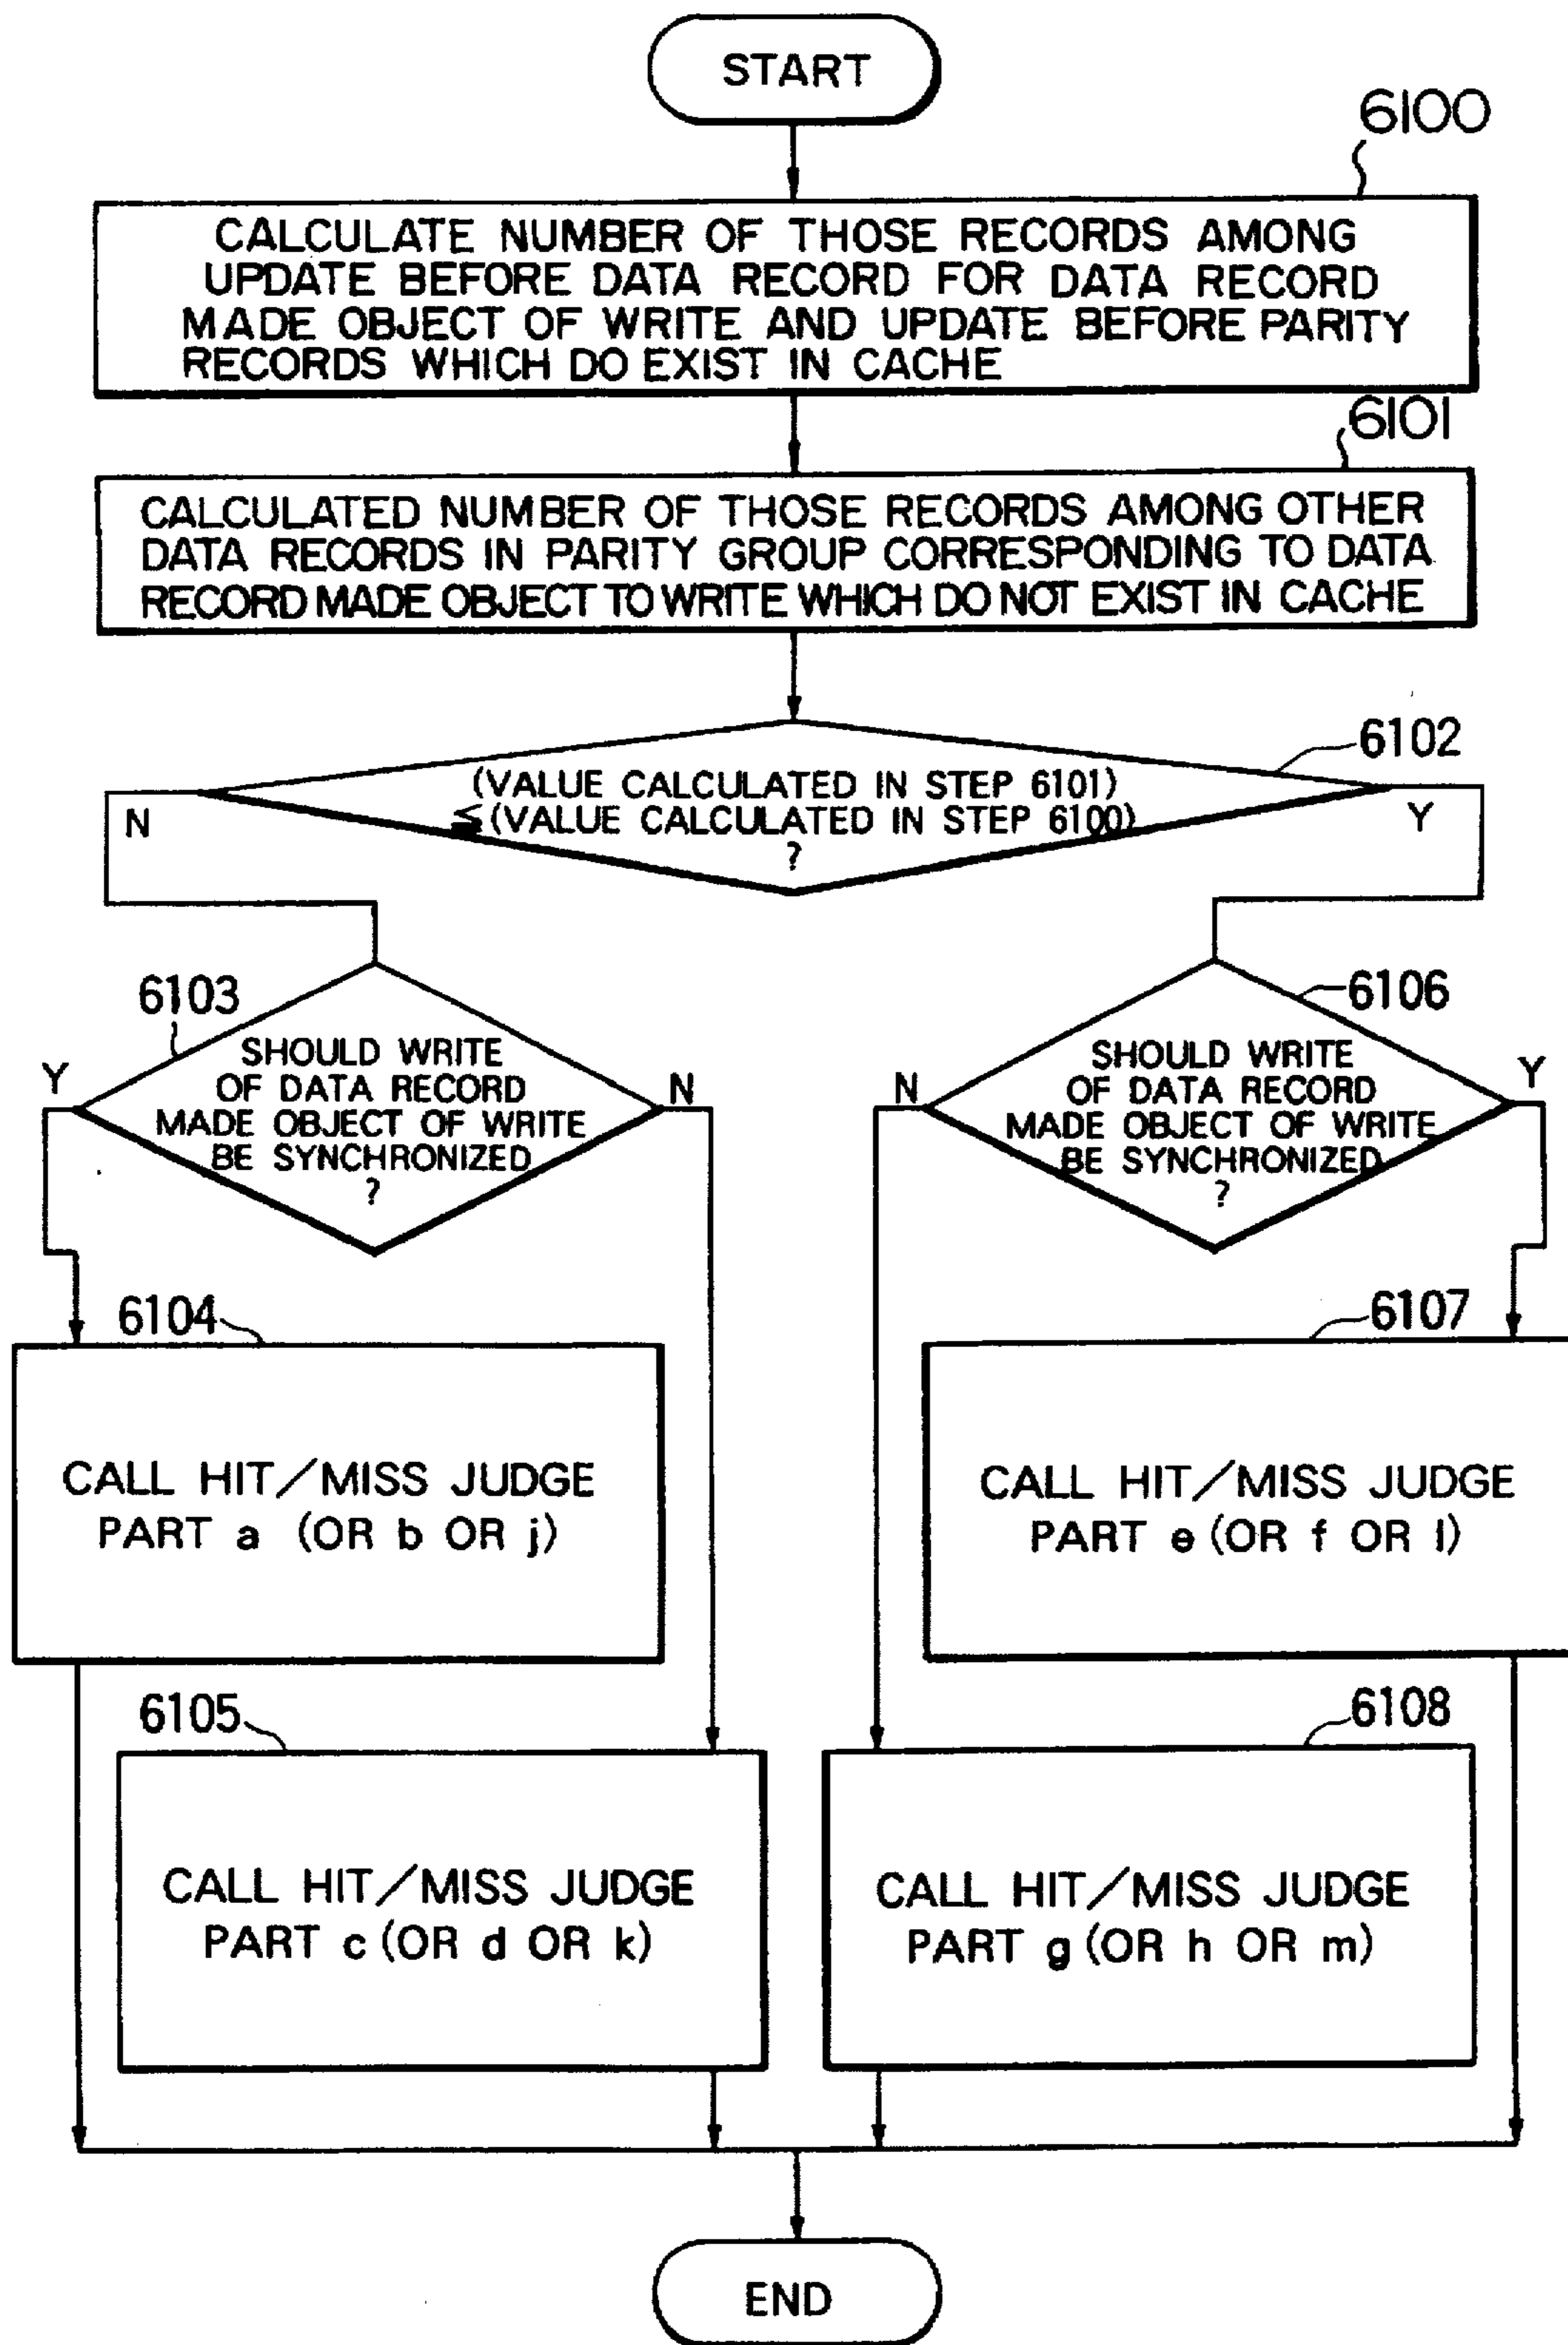 START
6100
CALCULATE NUMBER OF THOSE RECORDS AMONG
UPDATE BEFORE DATA RECORD FOR DATA RECORD
MADE OBJECT OF WRITE AND UPDATE BEFORE PARITY
RECORDS WHICH DO EXIST IN CACHE
6101
CALCULATED NUMBER OF THOSE RECORDS AMONG OTHER
DATA RECORDS IN PARITY GROUP CORRESPONDING TO DATA
RECORD MADE OBJECT TO WRITE WHICH DO NOT EXIST IN CACHE
6102
(VALUE CALCULATED IN STEP 6101)
≦(VALUE CALCULATED IN STEP 6100)
?
N
Y
6103
SHOULD WRITE
OF DATA RECORD
MADE OBJECT OF WRITE
BE SYNCHRONIZED
?
Y
N
6106
SHOULD WRITE
OF DATA RECORD
MADE OBJECT OF WRITE
BE SYNCHRONIZED
?
N
Y
6104
CALL HIT/MISS JUDGE
PART a (OR b OR j)
6107
CALL HIT/MISS JUDGE
PART e (OR f OR l)
6105
CALL HIT/MISS JUDGE
PART c (OR d OR k)
6108
CALL HIT/MISS JUDGE
PART g (OR h OR m)
END